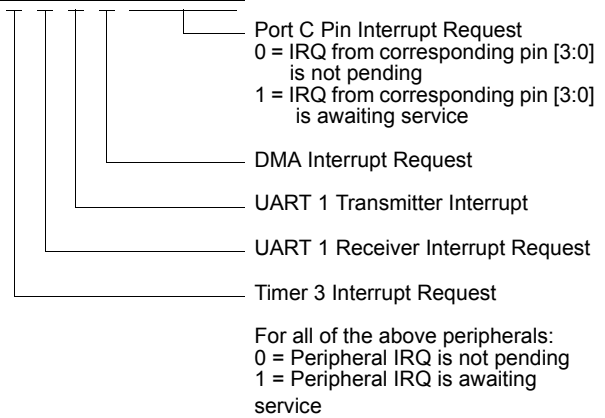 Port C Pin Interrupt Request
0 = IRQ from corresponding pin [3:0]
is not pending
1 = IRQ from corresponding pin [3:0]
is awaiting service
DMA Interrupt Request
UART 1 Transmitter Interrupt
UART 1 Receiver Interrupt Request
Timer 3 Interrupt Request
For all of the above peripherals:
0 = Peripheral IRQ is not pending
1 = Peripheral IRQ is awaiting
service